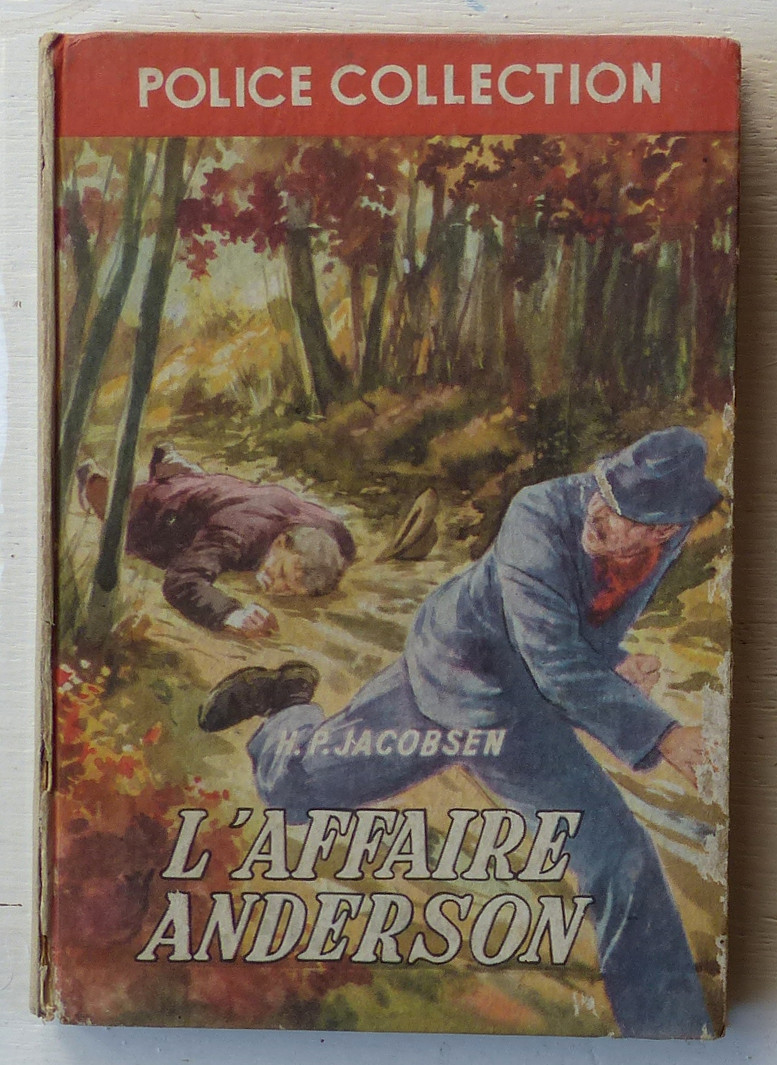 POLICE COLLECTION
H.P. JACOBSEN
L'AFFAIRE
ANDERSON